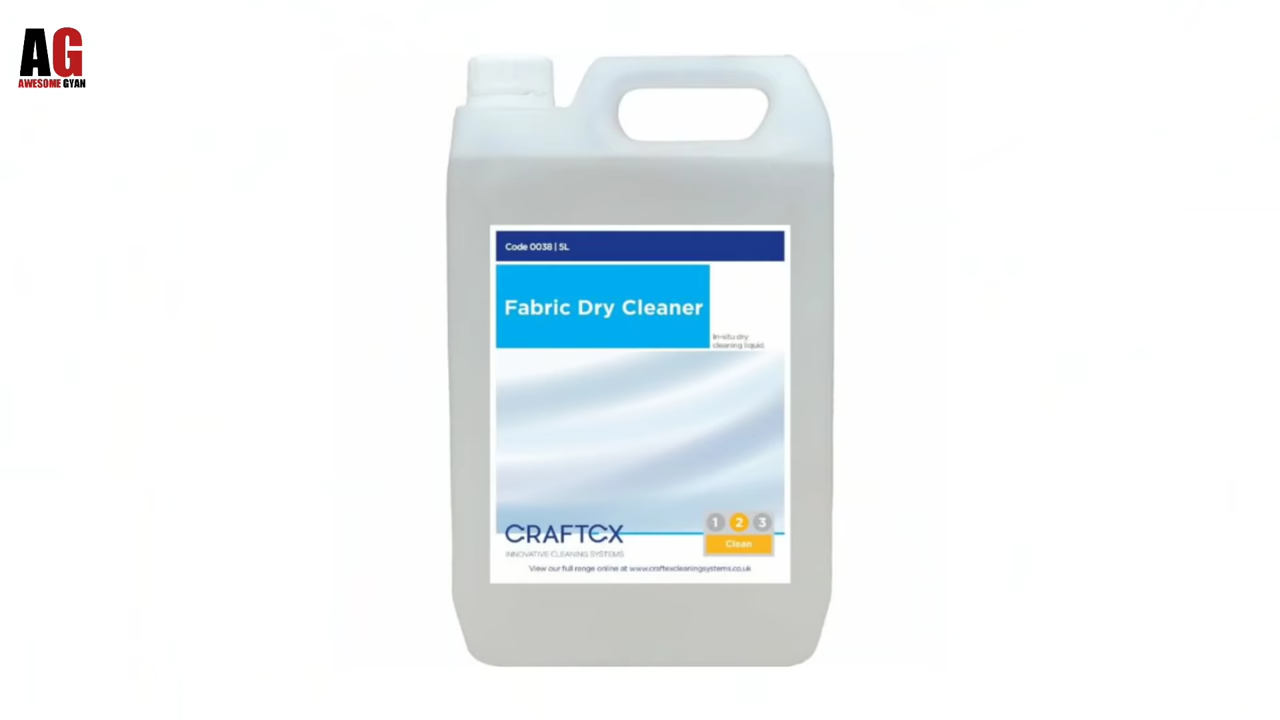 AG
AWESOME GYAN
Code 0038 | 5L
Fabric Dry Cleaner
In-situ dry
cleaning liquid
CRAFTEX
INNOVATIVE CLEANING SYSTEMS
1 2 3
Clean
View our full range online at www.craftexcleaningsystems.co.uk